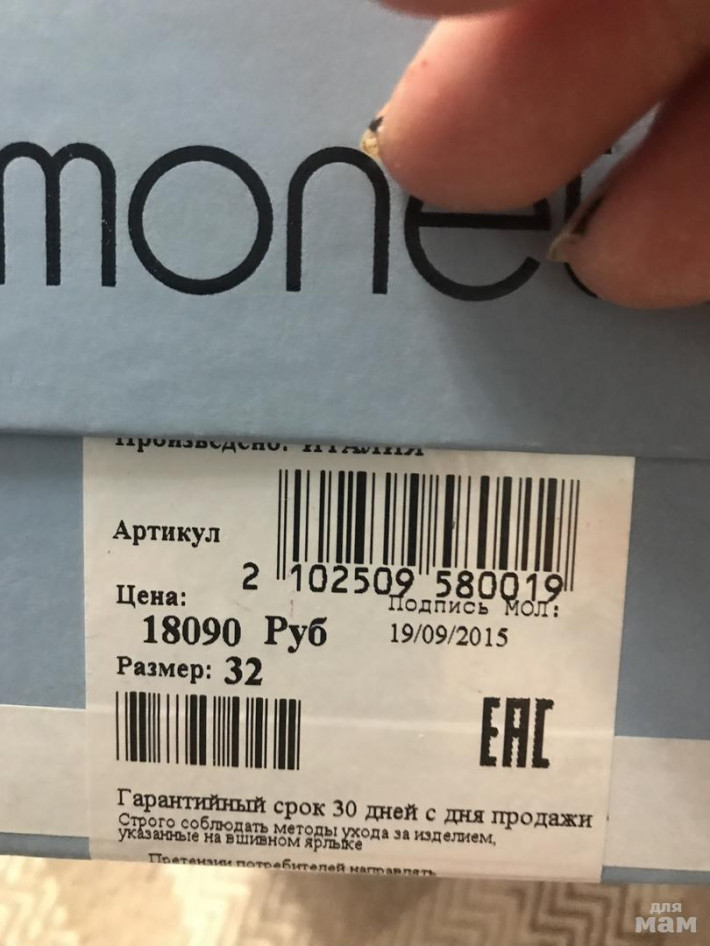 mone
Произведено: ИТАЛИЯ
Артикул
2 102509 580019
Цена:
Подпись МОЛ:
18090 Руб
19/09/2015
Размер: 32
EAC
Гарантийный срок 30 дней с дня продажи
Строго соблюдать методы ухода за изделием,
указанные на вшивном ярлыке
Претензии потребителей направлять
для
мам